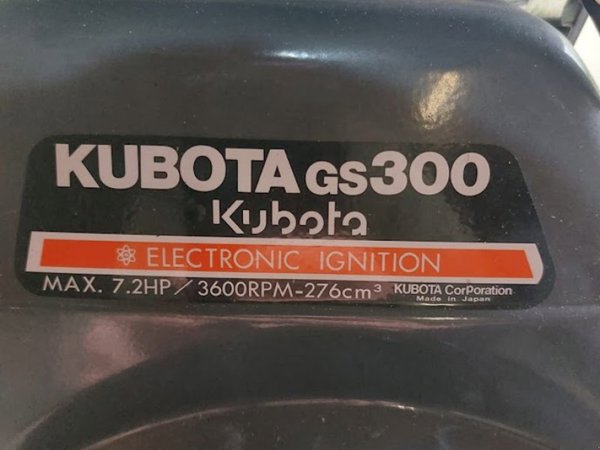 KUBOTA GS300
Kubota
ELECTRONIC IGNITION
MAX. 7.2HP / 3600RPM-276cm³ KUBOTA CorPoration
Made in Japan